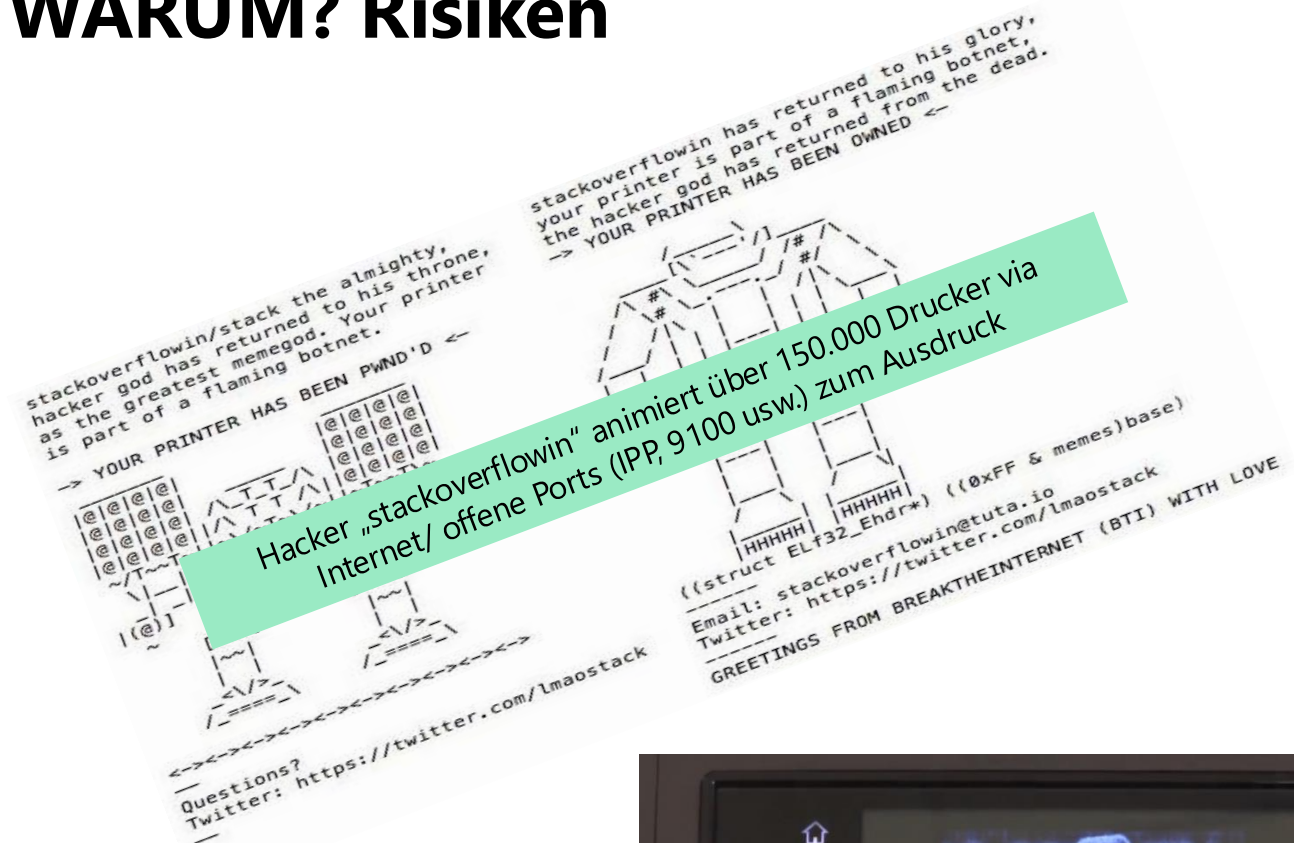 WARUM? Risiken
stackoverflowin/stack the almighty,
hacker god has returned to his throne,
as the greatest memegod. Your printer
is part of a flaming botnet.
-> YOUR PRINTER HAS BEEN PWND'D <-
Questions?
Twitter: https://twitter.com/lmaostack
stackoverflowin has returned to his glory,
your printer is part of a flaming botnet,
the hacker god has returned from the dead.
-> YOUR PRINTER HAS BEEN OWNED <-
HHHHH HHHHH
((struct ELf32_Ehdr*) ((0xFF & memes)base)
Email: stackoverflowin@tuta.io
Twitter: https://twitter.com/lmaostack
GREETINGS FROM BREAKTHEINTERNET (BTI) WITH LOVE
Hacker „stackoverflowin“ animiert über 150.000 Drucker via
Internet/ offene Ports (IPP, 9100 usw.) zum Ausdruck